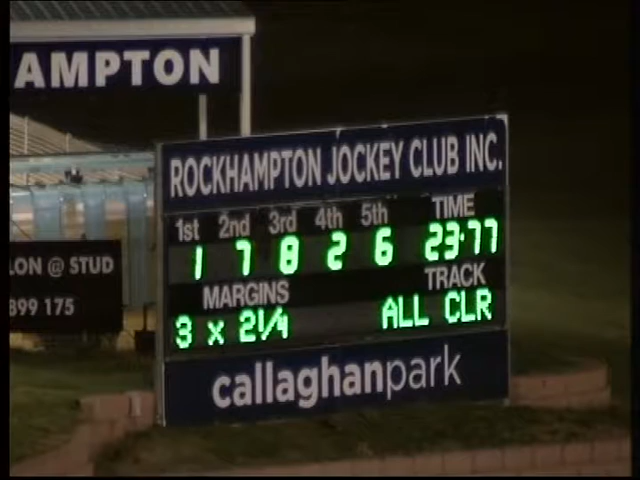 AMPTON
ROCKHAMPTON JOCKEY CLUB INC.
1st 2nd 3rd 4th 5th TIME
1 7 8 2 6 23.77
MARGINS TRACK
3 x 2¼ ALL CLR
callaghanpark
LON @ STUD
899 175